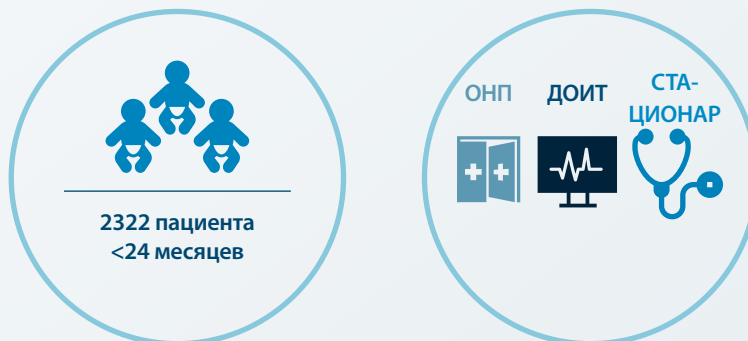 2322 пациента
<24 месяцев
ОНП
ДОИТ
СТА-
ЦИОНАР